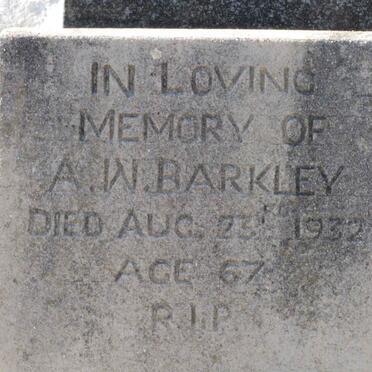 IN LOVING
MEMORY OF
A.W. BARKLEY
DIED AUG. 23RD 1932
AGE 67
R.I.P.